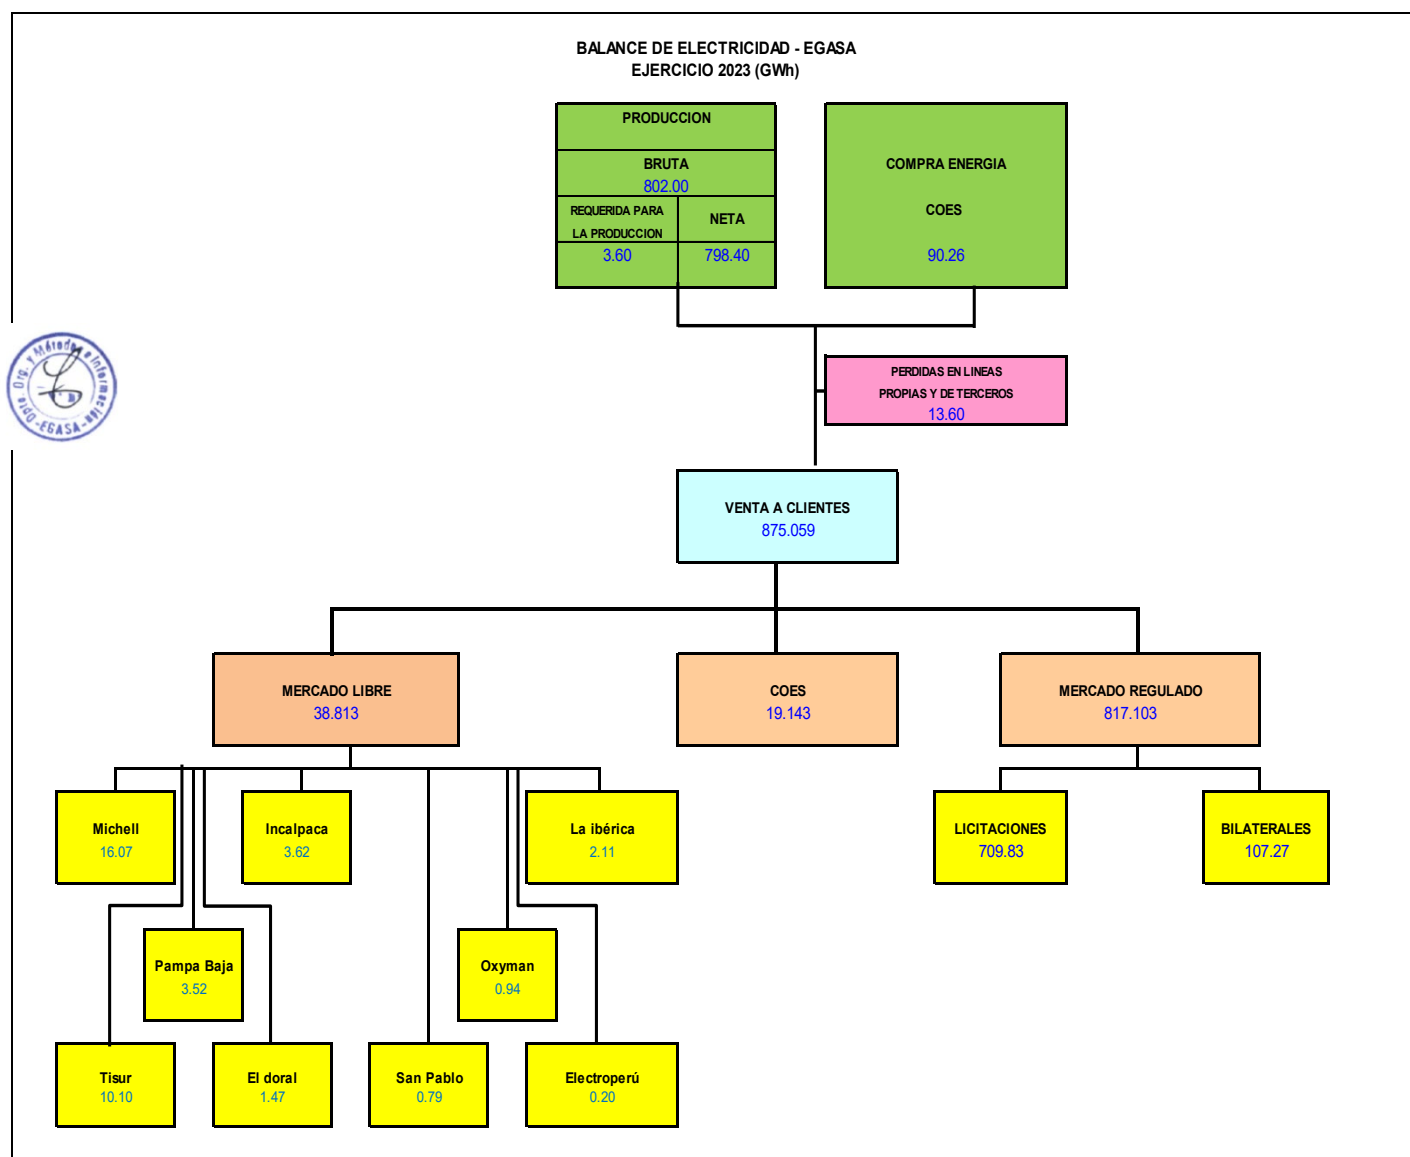 BALANCE DE ELECTRICIDAD - EGASA
EJERCICIO 2023 (GWh)
PRODUCCION
BRUTA
802.00
REQUERIDA PARA
LA PRODUCCION
NETA
3.60
798.40
COMPRA ENERGIA
COES
90.26
Dpto. Org. y Métodos e Información
-EGASA-
PERDIDAS EN LINEAS
PROPIAS Y DE TERCEROS
13.60
VENTA A CLIENTES
875.059
MERCADO LIBRE
38.813
COES
19.143
MERCADO REGULADO
817.103
Michell
16.07
Incalpaca
3.62
La ibérica
2.11
LICITACIONES
709.83
BILATERALES
107.27
Pampa Baja
3.52
Oxyman
0.94
Tisur
10.10
El doral
1.47
San Pablo
0.79
Electroperú
0.20